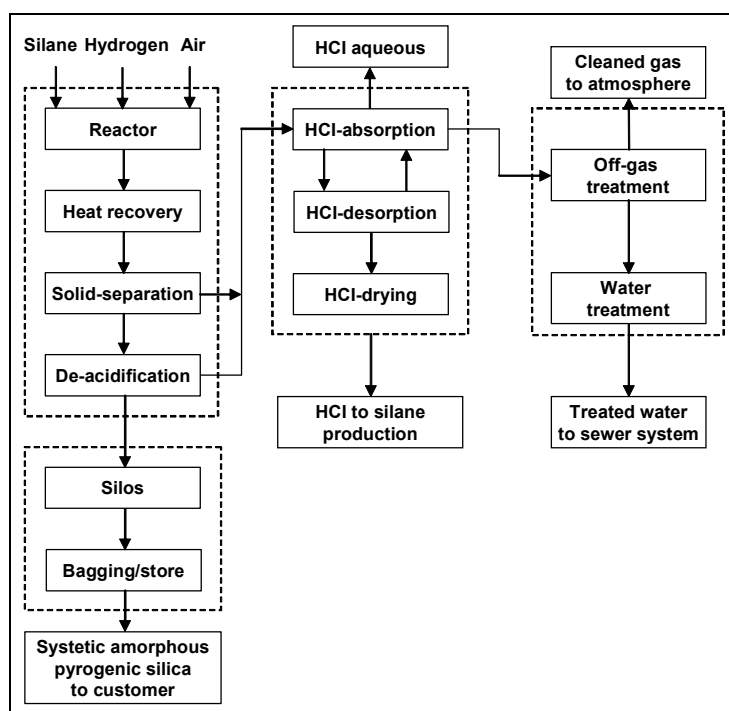 Silane Hydrogen Air
Reactor
Heat recovery
Solid-separation
De-acidification
Silos
Bagging/store
Systetic amorphous
pyrogenic silica
to customer
HCl aqueous
HCl-absorption
HCl-desorption
HCl-drying
HCl to silane
production
Cleaned gas
to atmosphere
Off-gas
treatment
Water
treatment
Treated water
to sewer system